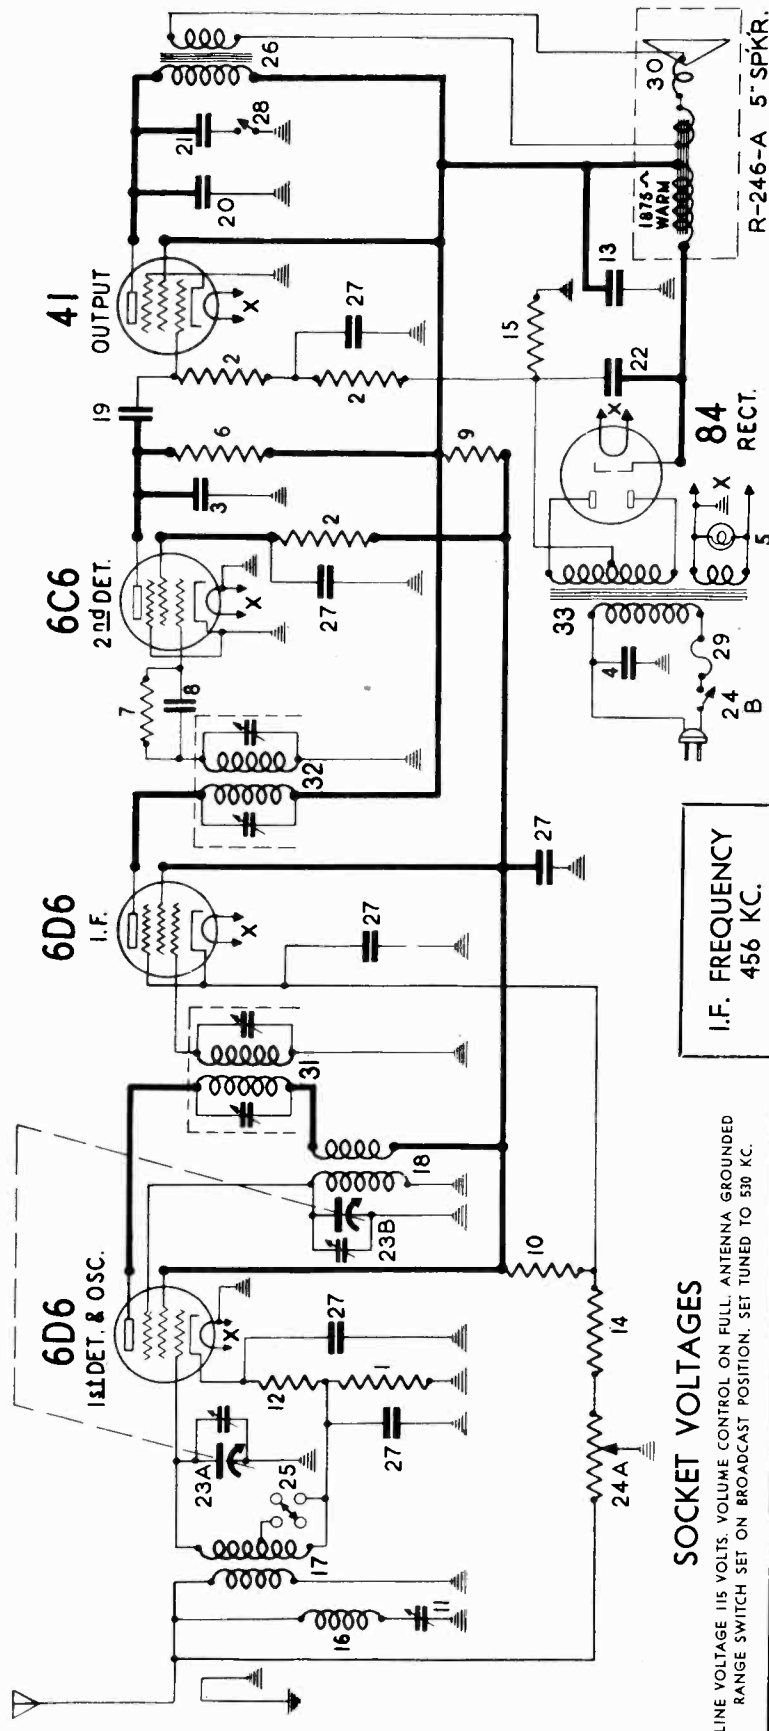 6D6
1st DET. & OSC.
6D6
I.F.
6C6
2nd DET.
41
OUTPUT
26
21
28
20
X
X
X
X
19
2
27
2
6
3
9
2
27
7
8
32
27
27
31
18
23B
23A
25
17
12
1
27
27
16
11
10
14
24A
15
13
22
X
84
RECT.
33
4
29
24
B
5
X
30
1875~
WARM
R-246-A 5" SPK'R.
I.F. FREQUENCY
456 KC.
SOCKET VOLTAGES
LINE VOLTAGE 115 VOLTS. VOLUME CONTROL ON FULL. ANTENNA GROUNDED
RANGE SWITCH SET ON BROADCAST POSITION. SET TUNED TO 530 KC.